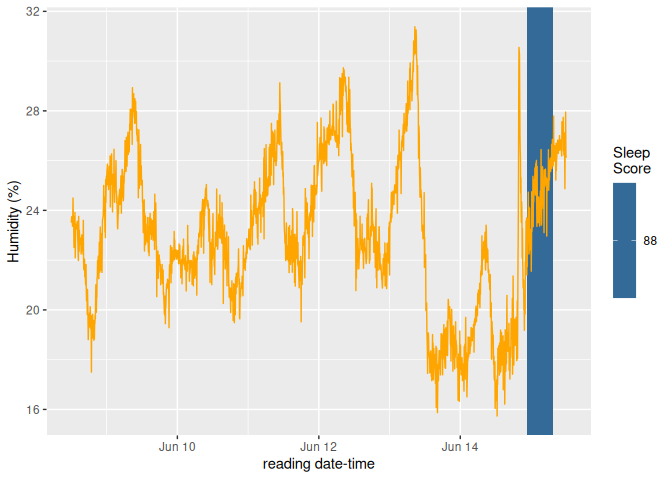 32
28
24
20
16
Humidity (%)
Jun 10
Jun 12
Jun 14
reading date-time
Sleep
Score
88